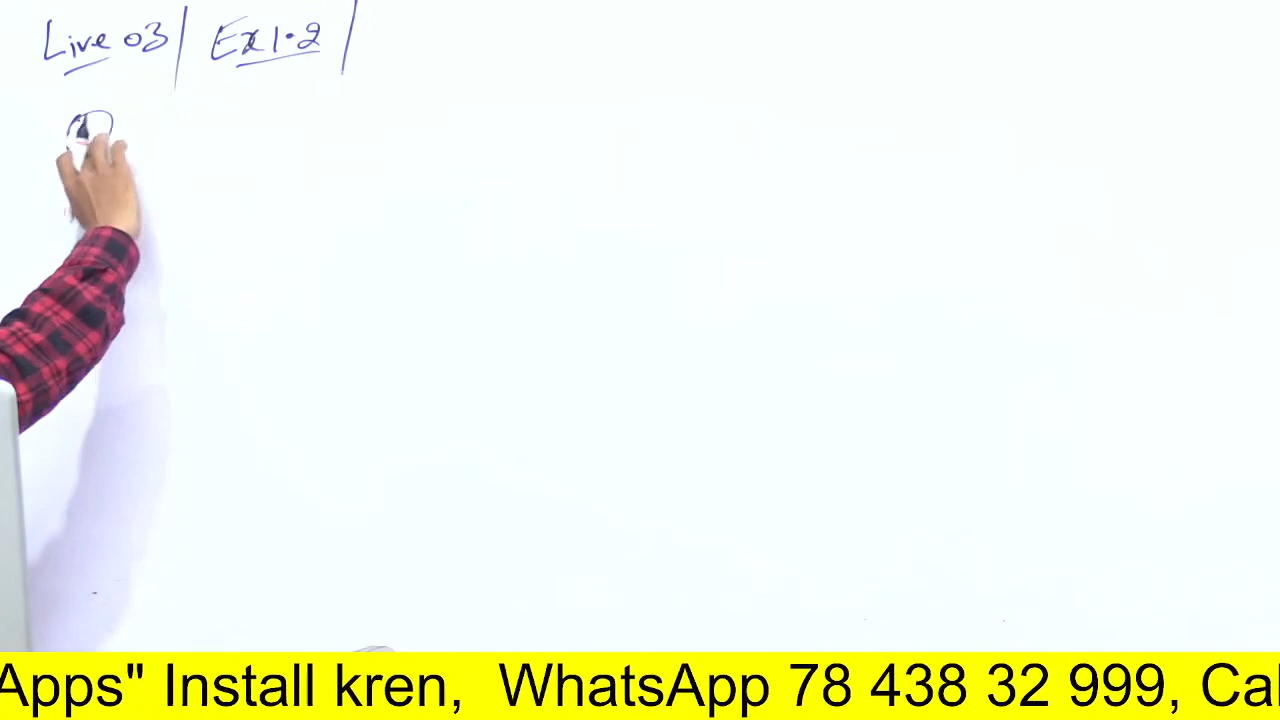 Live 03 | Ex 1.2 |
Apps" Install kren, WhatsApp 78 438 32 999, Cal